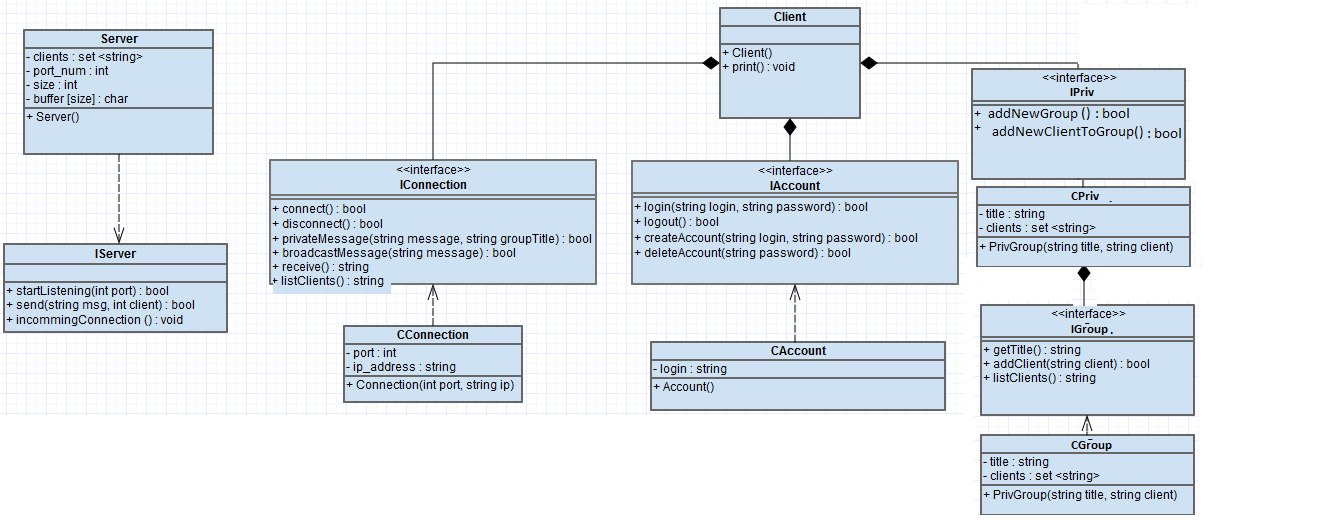 Server
- clients : set <string>
- port_num : int
- size : int
- buffer [size] : char
+ Server()
IServer
+ startListening(int port) : bool
+ send(string msg, int client) : bool
+ incommingConnection () : void
Client
+ Client()
+ print() : void
<<interface>>
IConnection
+ connect() : bool
+ disconnect() : bool
+ privateMessage(string message, string groupTitle) : bool
+ broadcastMessage(string message) : bool
+ receive() : string
+ listClients() : string
CConnection
- port : int
- ip_address : string
+ Connection(int port, string ip)
<<interface>>
IAccount
+ login(string login, string password) : bool
+ logout() : bool
+ createAccount(string login, string password) : bool
+ deleteAccount(string password) : bool
CAccount
- login : string
+ Account()
<<interface>>
IPriv
+ addNewGroup () : bool
+ addNewClientToGroup() : bool
CPriv
- title : string
- clients : set <string>
+ PrivGroup(string title, string client)
<<interface>>
IGroup
+ getTitle() : string
+ addClient(string client) : bool
+ listClients() : string
CGroup
- title : string
- clients : set <string>
+ PrivGroup(string title, string client)